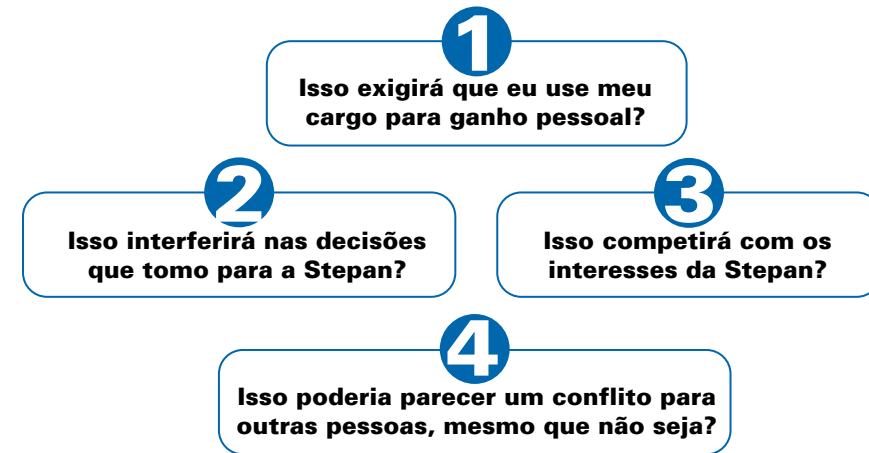 1
Isso exigirá que eu use meu
cargo para ganho pessoal?
2
Isso interferirá nas decisões
que tomo para a Stepan?
3
Isso competirá com os
interesses da Stepan?
4
Isso poderia parecer um conflito para
outras pessoas, mesmo que não seja?